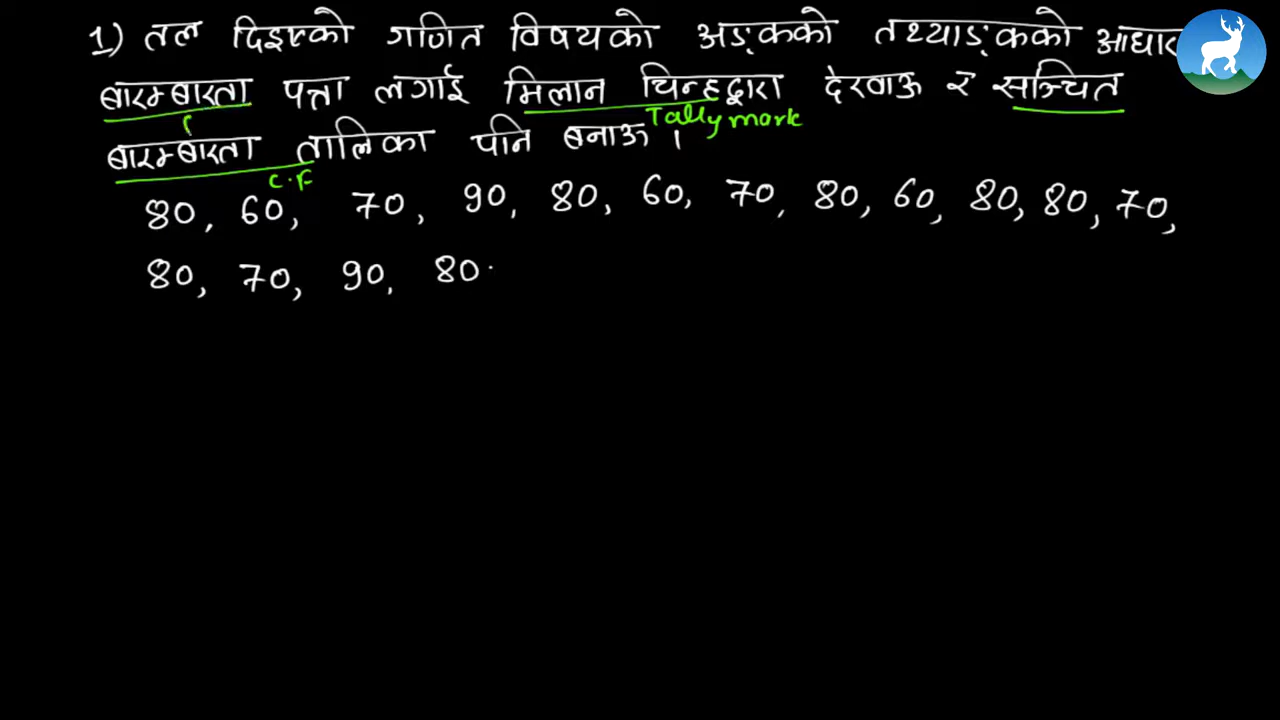 1) तल दिइएको गणित विषयको अङ्कको तथ्याङ्कको आधार
बारम्बारता पत्ता लगाई मिलान चिन्हद्वारा देखाऊ र सञ्चित
Tally mark
बारम्बारता तालिका पनि बनाऊ ।
C.F
80, 60, 70, 90, 80, 60, 70, 80, 60, 80, 80, 70,
80, 70, 90, 80.